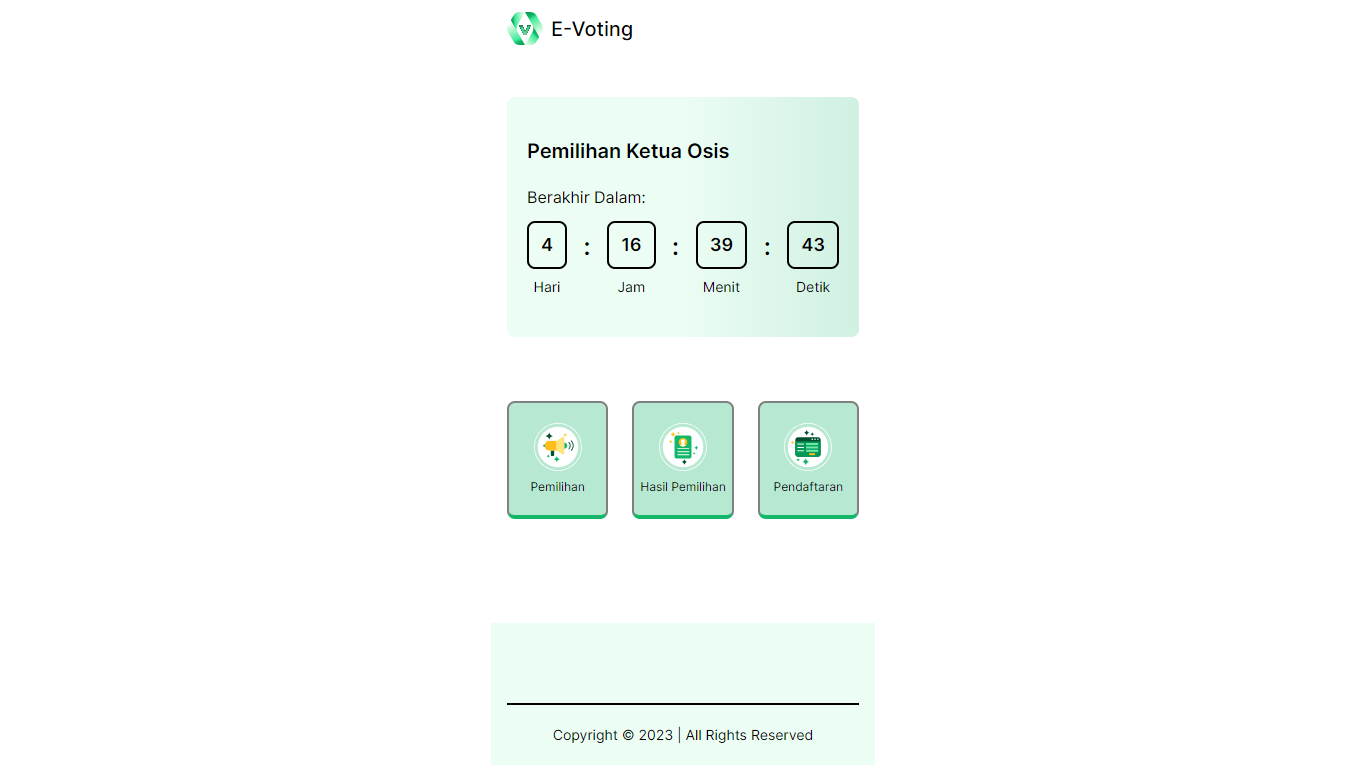 E-Voting
Pemilihan Ketua Osis
Berakhir Dalam:
4 : 16 : 39 : 43
Hari Jam Menit Detik
Pemilihan Hasil Pemilihan Pendaftaran
Copyright © 2023 | All Rights Reserved